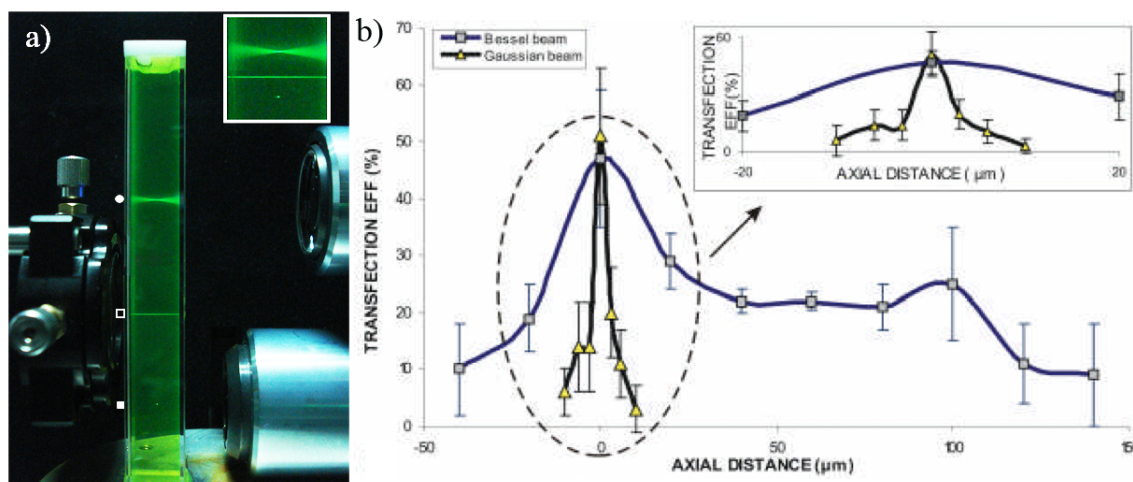 a)
b)
70
60
50
40
30
20
10
0
TRANSFECTION EFF (%)
Bessel beam
Gaussian beam
-50
0
50
100
15
AXIAL DISTANCE (µm)
60
0
TRANSFECTION
EFF(%)
-20
20
AXIAL DISTANCE ( µm)